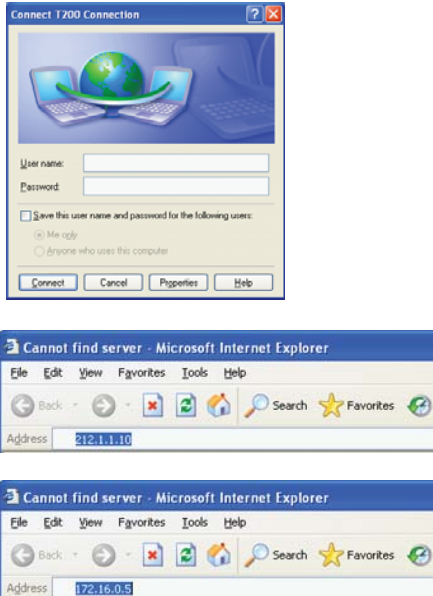 Connect T200 Connection
User name:
Password:
Save this user name and password for the following users:
Me only
Anyone who uses this computer
Connect Cancel Properties Help
Cannot find server - Microsoft Internet Explorer
File Edit View Favorites Tools Help
Back Search Favorites
Address 212.1.1.10
Cannot find server - Microsoft Internet Explorer
File Edit View Favorites Tools Help
Back Search Favorites
Address 172.16.0.5